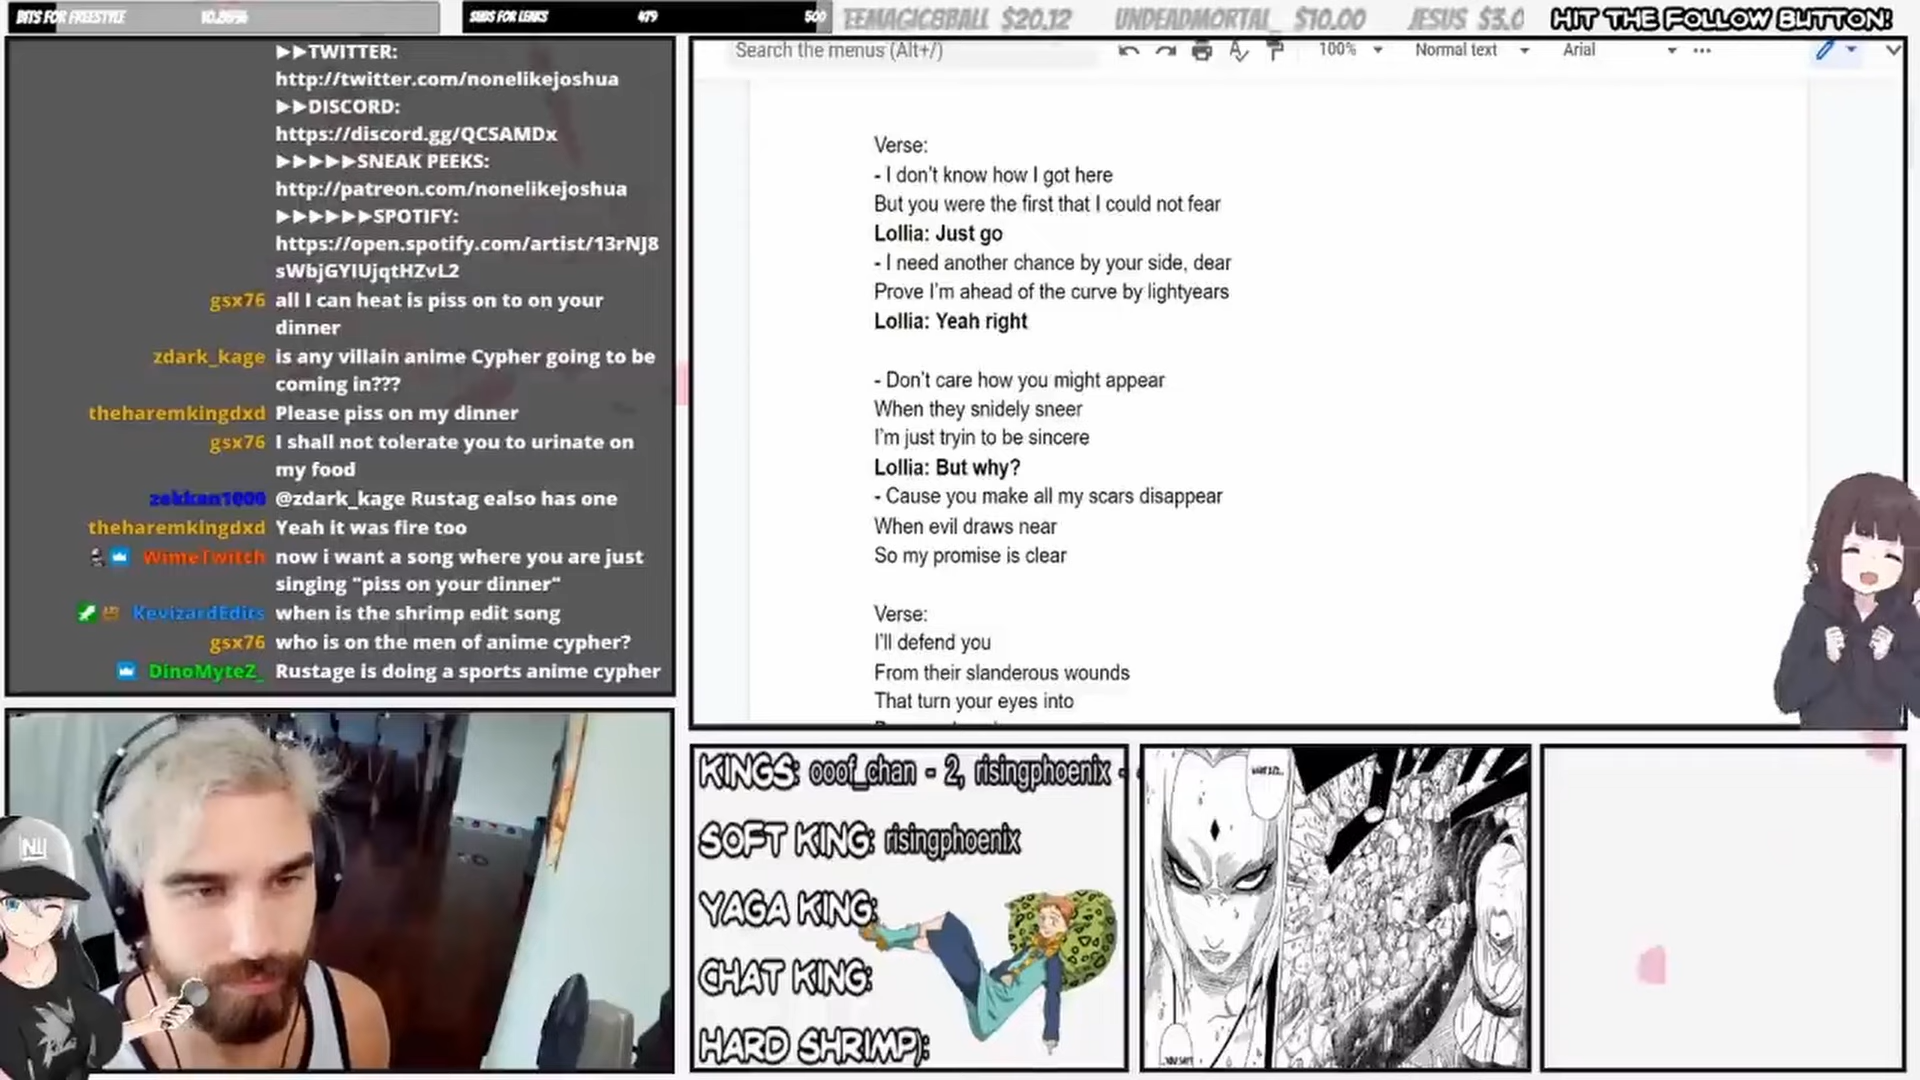 BITS FOR FREESTYLE 10.86%
SUBS FOR LEAKS 479 500
TEEMAGIC8BALL $20.12 UNDEADMORTAL_ $10.00 JESUS $3.0
HIT THE FOLLOW BUTTON!
▶▶TWITTER:
http://twitter.com/nonelikejoshua
▶▶DISCORD:
https://discord.gg/QCSAMDx
▶▶▶▶▶SNEAK PEEKS:
http://patreon.com/nonelikejoshua
▶▶▶▶▶▶SPOTIFY:
https://open.spotify.com/artist/13rNJ8
sWbjGYIUjqtHZvL2
gsx76 all I can heat is piss on to on your
dinner
zdark_kage is any villain anime Cypher going to be
coming in???
theharemkingdxd Please piss on my dinner
gsx76 I shall not tolerate you to urinate on
my food
zekken1000 @zdark_kage Rustag ealso has one
theharemkingdxd Yeah it was fire too
WimeTwitch now i want a song where you are just
singing "piss on your dinner"
KevizardEdits when is the shrimp edit song
gsx76 who is on the men of anime cypher?
DinoMyteZ_ Rustage is doing a sports anime cypher
Search the menus (Alt+/)
100% Normal text Arial
Verse:
- I don't know how I got here
But you were the first that I could not fear
Lollia: Just go
- I need another chance by your side, dear
Prove I'm ahead of the curve by lightyears
Lollia: Yeah right
- Don't care how you might appear
When they snidely sneer
I'm just tryin to be sincere
Lollia: But why?
- Cause you make all my scars disappear
When evil draws near
So my promise is clear
Verse:
I'll defend you
From their slanderous wounds
That turn your eyes into
KINGS: ooof_chan - 2, risingphoenix -
SOFT KING: risingphoenix
YAGA KING:
CHAT KING:
HARD SHRIMP):